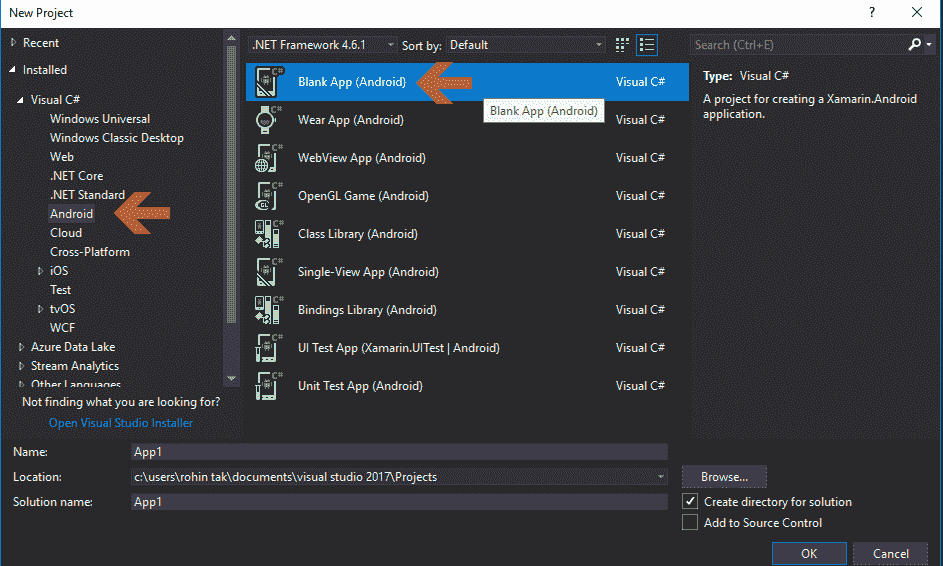 New Project
?
Recent
Installed
Visual C#
Windows Universal
Windows Classic Desktop
Web
.NET Core
.NET Standard
Android
Cloud
Cross-Platform
iOS
Test
tvOS
WCF
Azure Data Lake
Stream Analytics
Other Languages
Not finding what you are looking for?
Open Visual Studio Installer
.NET Framework 4.6.1 Sort by: Default
Blank App (Android) Visual C#
Blank App (Android)
Wear App (Android) Visual C#
WebView App (Android) Visual C#
OpenGL Game (Android) Visual C#
Class Library (Android) Visual C#
Single-View App (Android) Visual C#
Bindings Library (Android) Visual C#
UI Test App (Xamarin.UITest | Android) Visual C#
Unit Test App (Android) Visual C#
Search (Ctrl+E)
Type: Visual C#
A project for creating a Xamarin.Android
application.
Name: App1
Location: c:\users\rohin tak\documents\visual studio 2017\Projects
Browse...
Solution name: App1
Create directory for solution
Add to Source Control
OK
Cancel